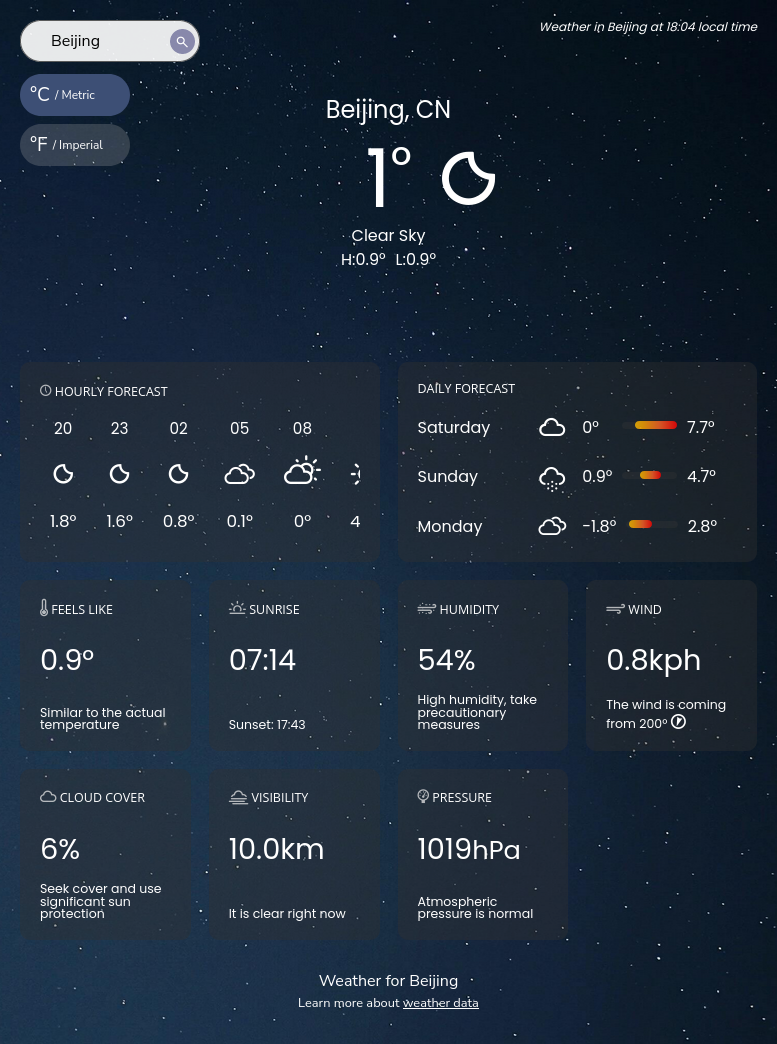 Beijing
Weather in Beijing at 18:04 local time
°C / Metric
°F / Imperial
Beijing, CN
1°
Clear Sky
H:0.9° L:0.9°
HOURLY FORECAST
20 23 02 05 08
1.8° 1.6° 0.8° 0.1° 0° 4
DAILY FORECAST
Saturday 0° 7.7°
Sunday 0.9° 4.7°
Monday -1.8° 2.8°
FEELS LIKE
0.9°
Similar to the actual
temperature
SUNRISE
07:14
Sunset: 17:43
HUMIDITY
54%
High humidity, take
precautionary
measures
WIND
0.8kph
The wind is coming
from 200°
CLOUD COVER
6%
Seek cover and use
significant sun
protection
VISIBILITY
10.0km
It is clear right now
PRESSURE
1019hPa
Atmospheric
pressure is normal
Weather for Beijing
Learn more about weather data